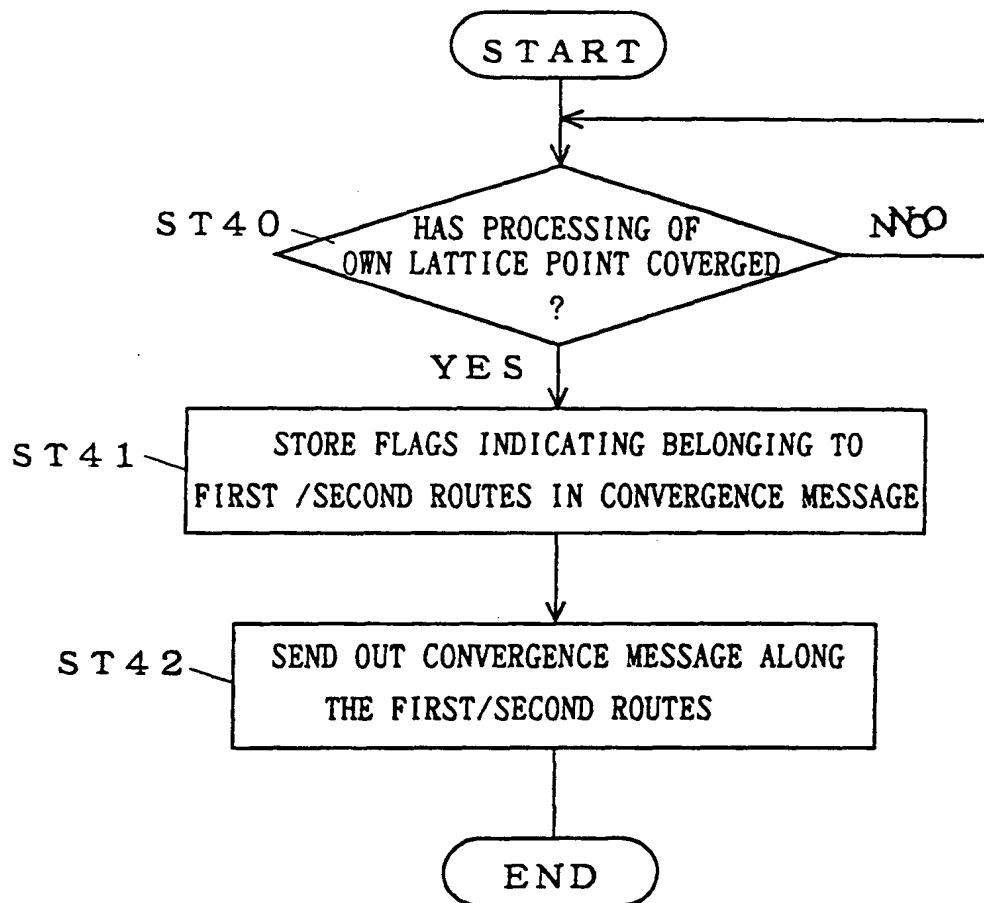 START
ST40
HAS PROCESSING OF
OWN LATTICE POINT COVERGED
?
NO
YES
ST41
STORE FLAGS INDICATING BELONGING TO
FIRST /SECOND ROUTES IN CONVERGENCE MESSAGE
ST42
SEND OUT CONVERGENCE MESSAGE ALONG
THE FIRST/SECOND ROUTES
END